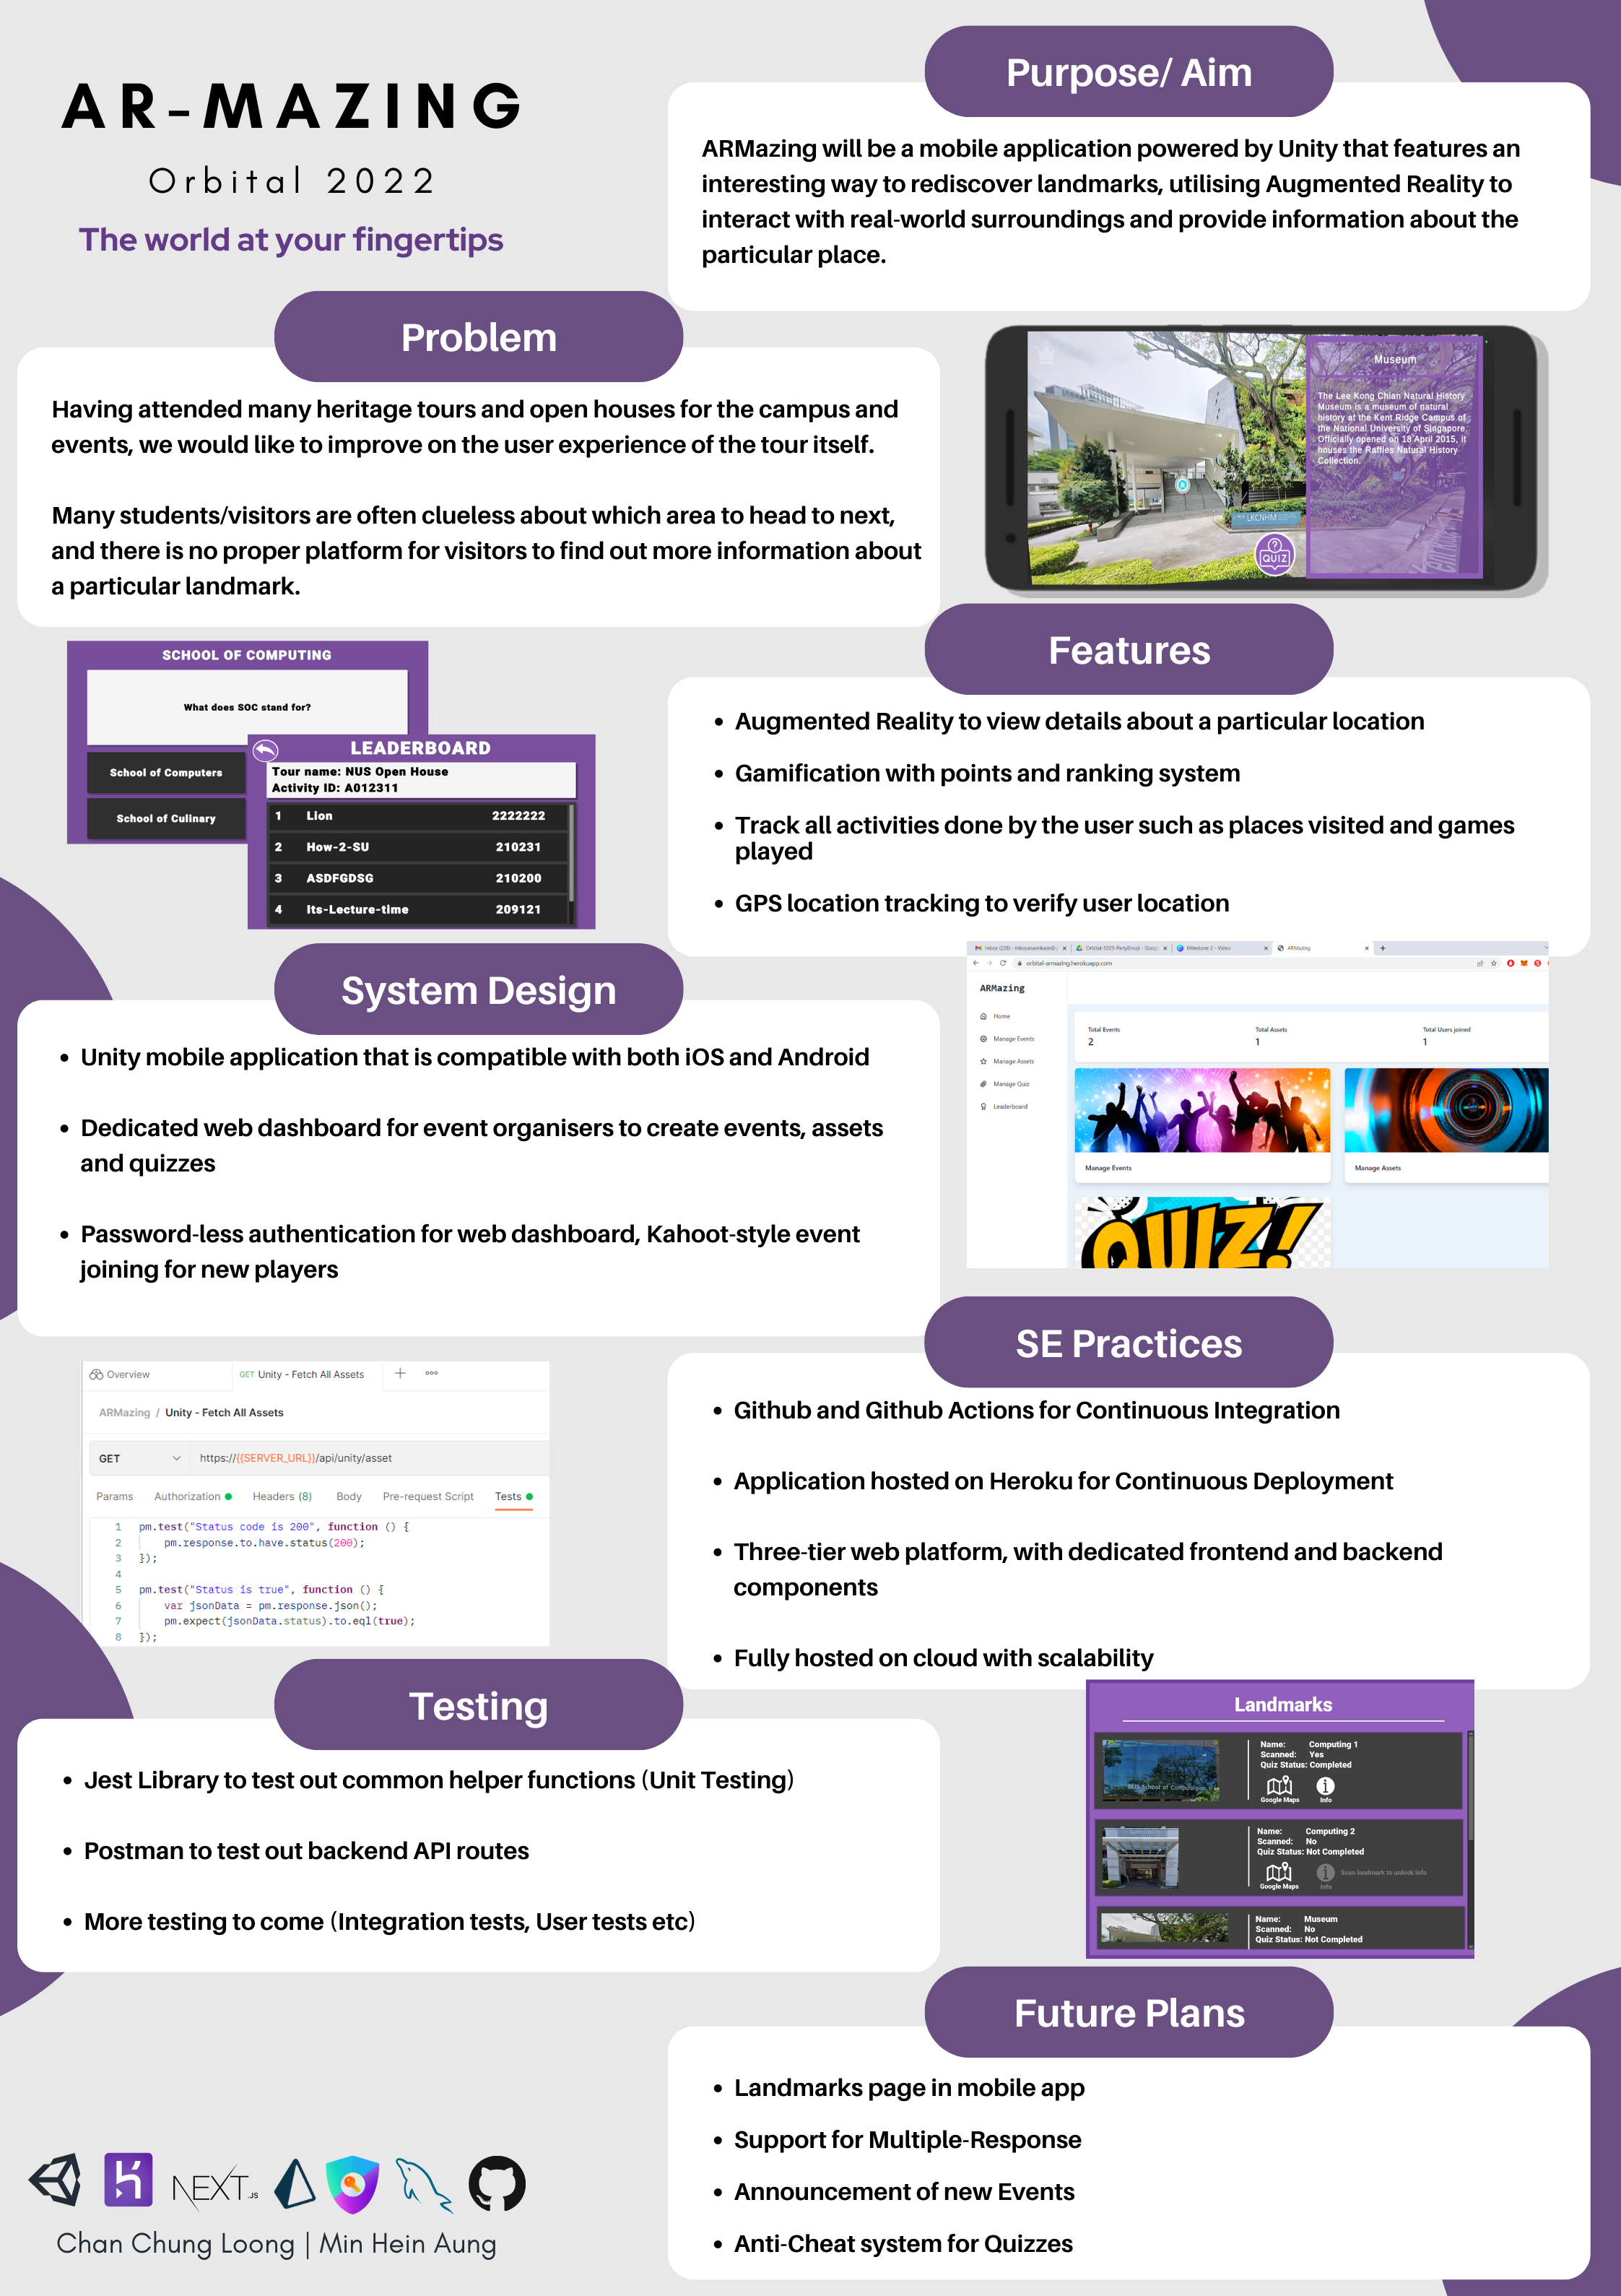 AR-MAZING
Orbital 2022
The world at your fingertips
Purpose/ Aim
ARMazing will be a mobile application powered by Unity that features an
interesting way to rediscover landmarks, utilising Augmented Reality to
interact with real-world surroundings and provide information about the
particular place.
Problem
Having attended many heritage tours and open houses for the campus and
events, we would like to improve on the user experience of the tour itself.
Many students/visitors are often clueless about which area to head to next,
and there is no proper platform for visitors to find out more information about
a particular landmark.
Museum
The Lee Kong Chian Natural History
Museum is a museum of natural
history at the Kent Ridge Campus of
the National University of Singapore.
Officially opened on 18 April 2015, it
houses the Raffles Natural History
Collection.
LKCNHM
?
QUIZ
SCHOOL OF COMPUTING
What does SOC stand for?
School of Computers
School of Culinary
LEADERBOARD
Tour name: NUS Open House
Activity ID: A012311
1 Lion 2222222
2 How-2-SU 210231
3 ASDFGDSG 210200
4 Its-Lecture-time 209121
Features
• Augmented Reality to view details about a particular location
• Gamification with points and ranking system
• Track all activities done by the user such as places visited and games
played
• GPS location tracking to verify user location
System Design
• Unity mobile application that is compatible with both iOS and Android
• Dedicated web dashboard for event organisers to create events, assets
and quizzes
• Password-less authentication for web dashboard, Kahoot-style event
joining for new players
Milestone 2 - Video
ARMazing
orbital-armazing.herokuapp.com
ARMazing
Home
Manage Events
Manage Assets
Manage Quiz
Leaderboard
Total Events
2
Total Assets
1
Total Users joined
1
Manage Events
Manage Assets
QUIZ!
SE Practices
• Github and Github Actions for Continuous Integration
• Application hosted on Heroku for Continuous Deployment
• Three-tier web platform, with dedicated frontend and backend
components
• Fully hosted on cloud with scalability
Overview
GET Unity - Fetch All Assets
ARMazing / Unity - Fetch All Assets
GET
https://{{SERVER_URL}}/api/unity/asset
Params Authorization Headers (8) Body Pre-request Script Tests
1 pm.test("Status code is 200", function () {
2 pm.response.to.have.status(200);
3 });
4
5 pm.test("Status is true", function () {
6 var jsonData = pm.response.json();
7 pm.expect(jsonData.status).to.eql(true);
8 });
Testing
• Jest Library to test out common helper functions (Unit Testing)
• Postman to test out backend API routes
• More testing to come (Integration tests, User tests etc)
Landmarks
Name: Computing 1
Scanned: Yes
Quiz Status: Completed
Google Maps
Info
Name: Computing 2
Scanned: No
Quiz Status: Not Completed
Google Maps
Info
Scan landmark to unlock info
Name: Museum
Scanned: No
Quiz Status: Not Completed
Future Plans
• Landmarks page in mobile app
• Support for Multiple-Response
• Announcement of new Events
• Anti-Cheat system for Quizzes
NEXT.JS
Chan Chung Loong | Min Hein Aung